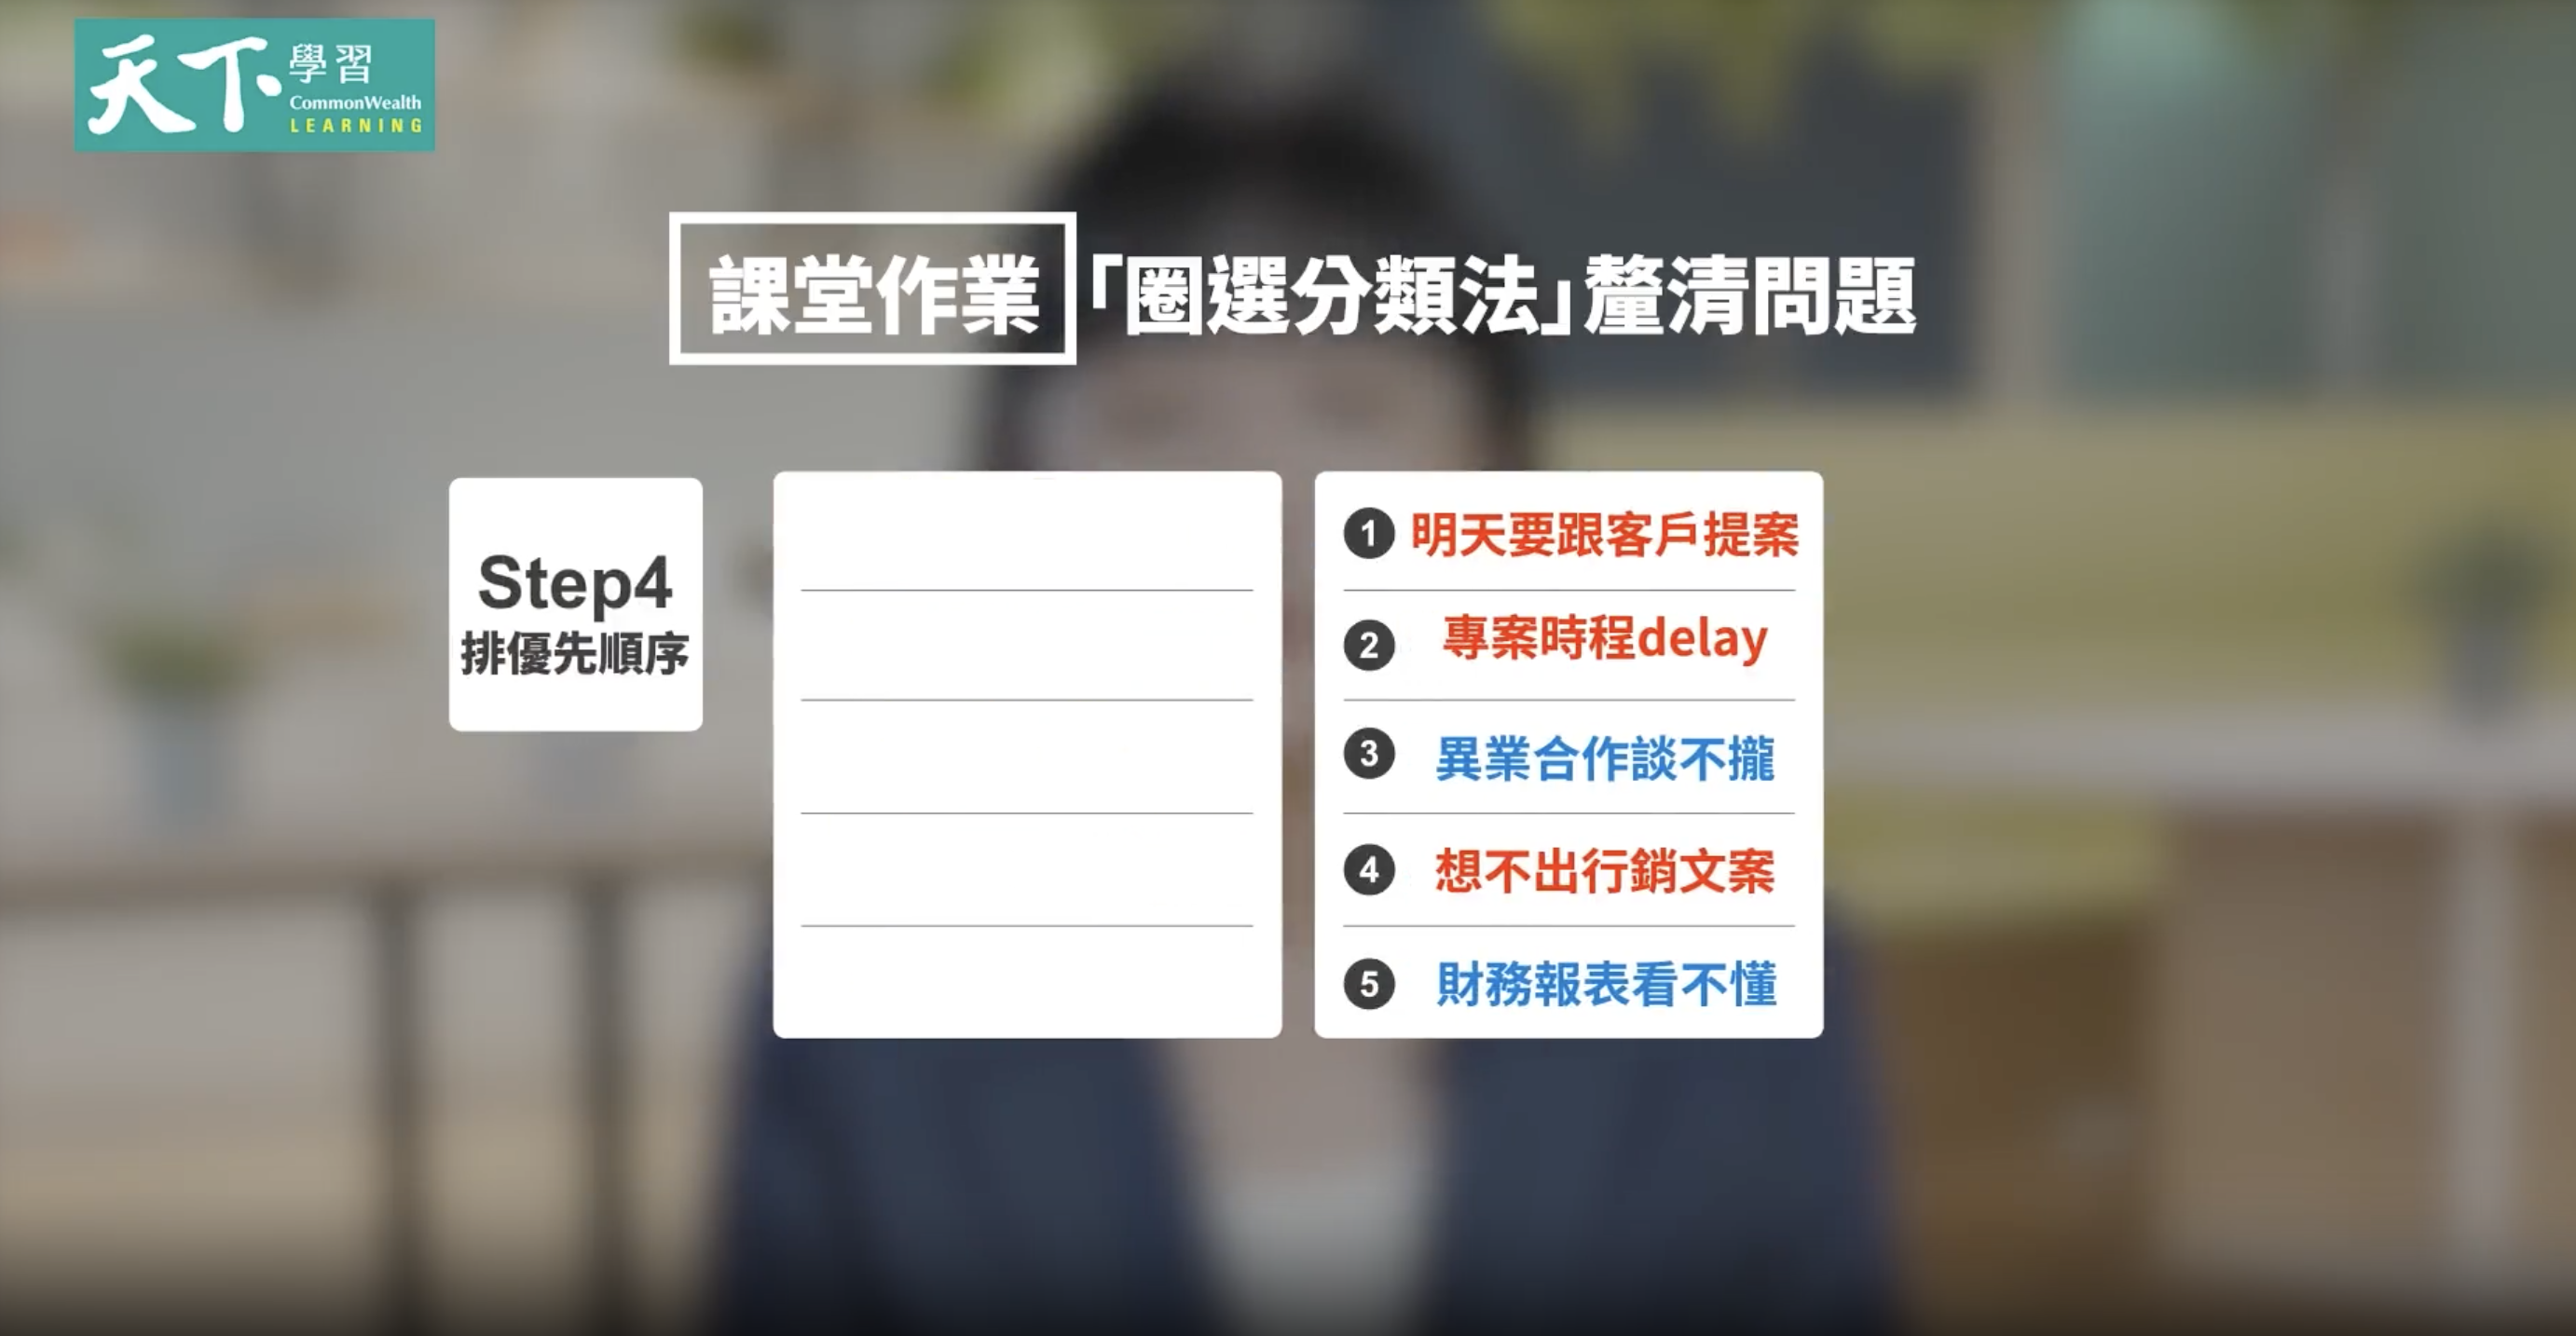 天下學習
CommonWealth
LEARNING
課堂作業「圈選分類法」釐清問題
Step4
排優先順序
1 明天要跟客戶提案
2 專案時程delay
3 異業合作談不攏
4 想不出行銷文案
5 財務報表看不懂